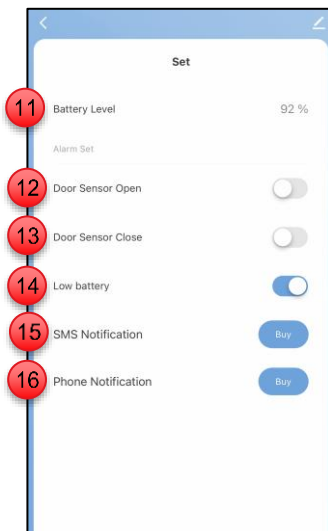 Set
11 Battery Level 92 %
Alarm Set
12 Door Sensor Open
13 Door Sensor Close
14 Low battery
15 SMS Notification Buy
16 Phone Notification Buy